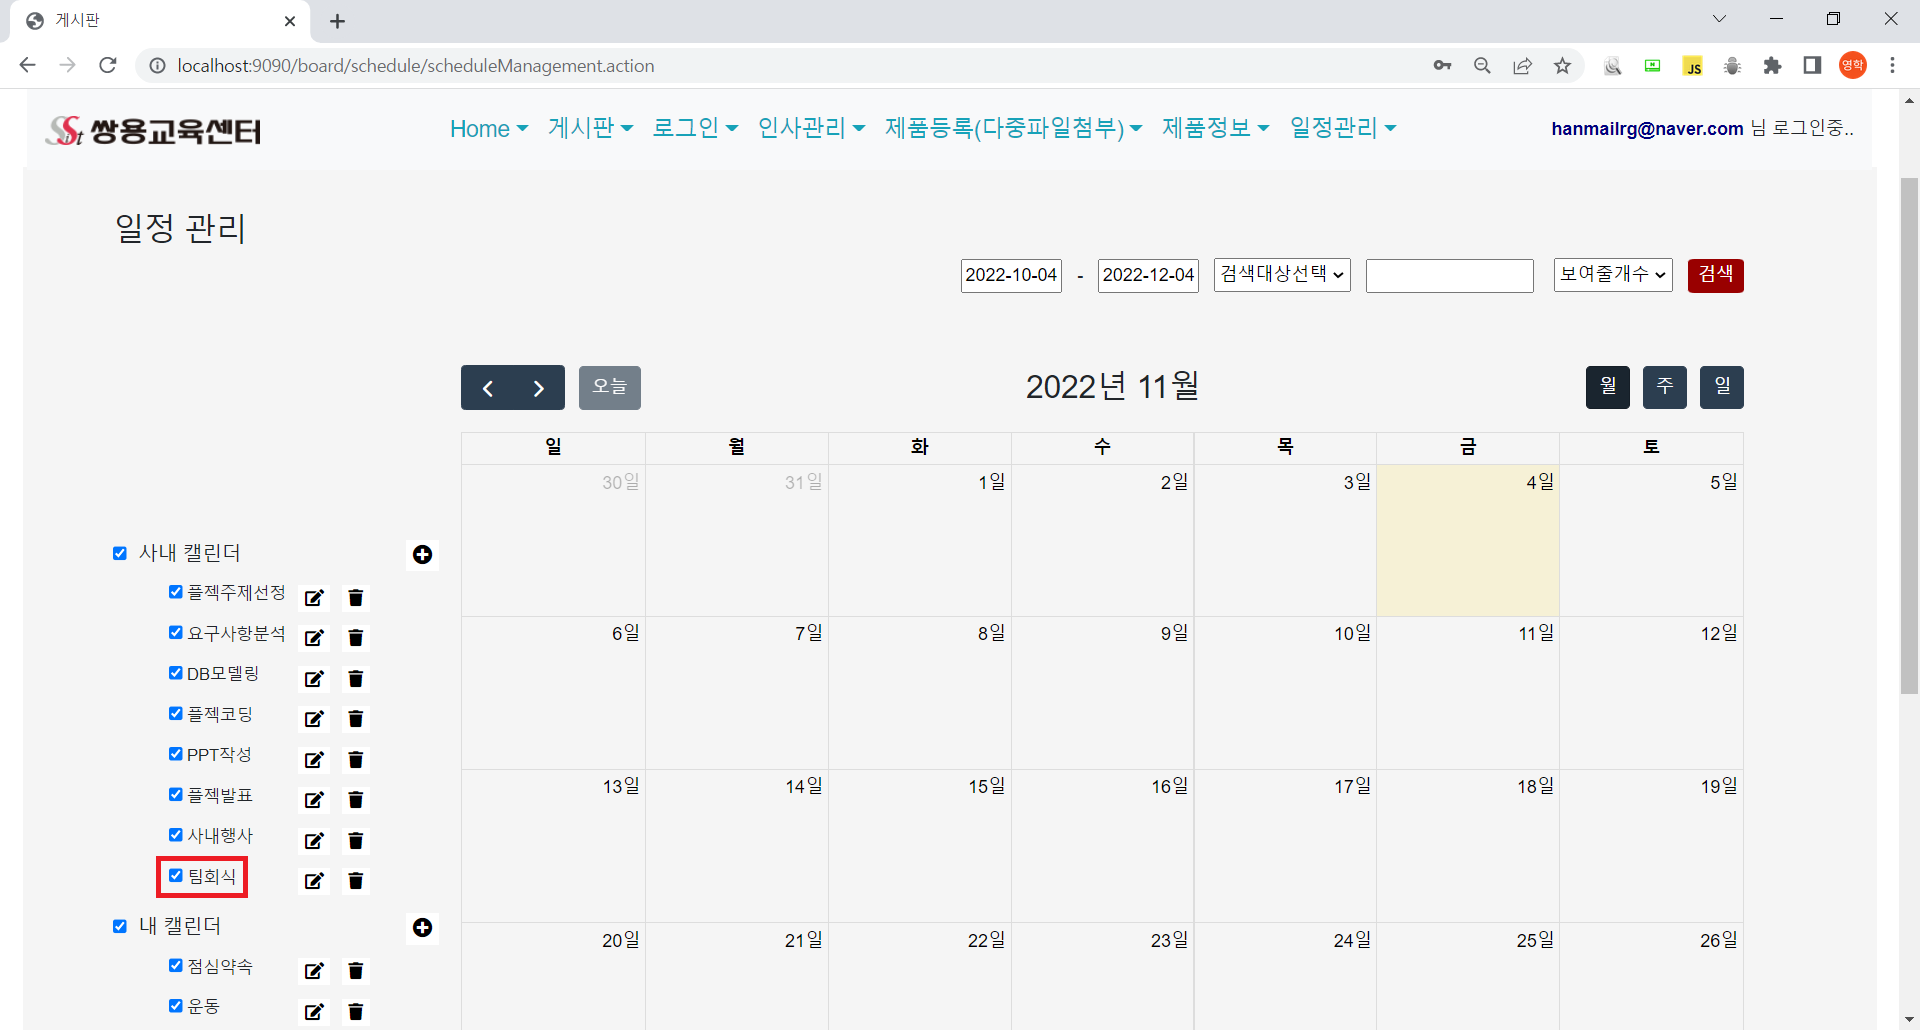 게시판
localhost:9090/board/schedule/scheduleManagement.action
JS
영학
Sist 쌍용교육센터
Home 게시판 로그인 인사관리 제품등록(다중파일첨부) 제품정보 일정관리
hanmailrg@naver.com 님 로그인중..
일정 관리
2022-10-04 - 2022-12-04 검색대상선택 보여줄개수 검색
오늘 2022년 11월 월 주 일
일 월 화 수 목 금 토
30일 31일 1일 2일 3일 4일 5일
사내 캘린더
플젝주제선정
요구사항분석
6일 7일 8일 9일 10일 11일 12일
DB모델링
플젝코딩
PPT작성
플젝발표
13일 14일 15일 16일 17일 18일 19일
사내행사
팀회식
내 캘린더
20일 21일 22일 23일 24일 25일 26일
점심약속
운동